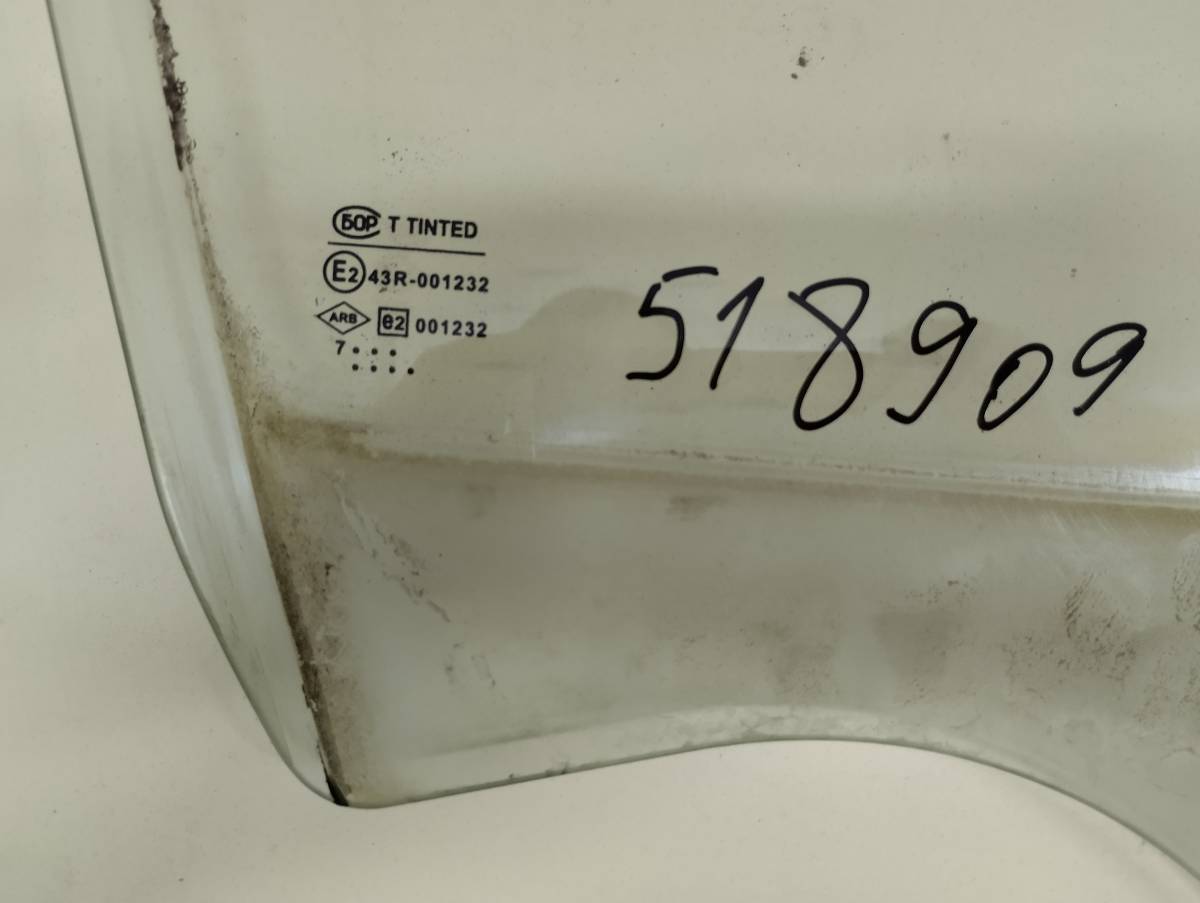 БОР T TINTED
E2 43R-001232
ARB e2 001232
7 . . .
. . . .
518909